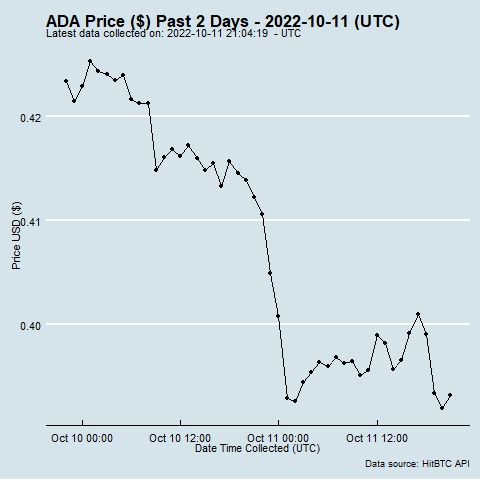 ADA Price ($) Past 2 Days - 2022-10-11 (UTC)
Latest data collected on: 2022-10-11 21:04:19 - UTC
0.42
0.41
0.40
Price USD ($)
Oct 10 00:00
Oct 10 12:00
Oct 11 00:00
Oct 11 12:00
Date Time Collected (UTC)
Data source: HitBTC API